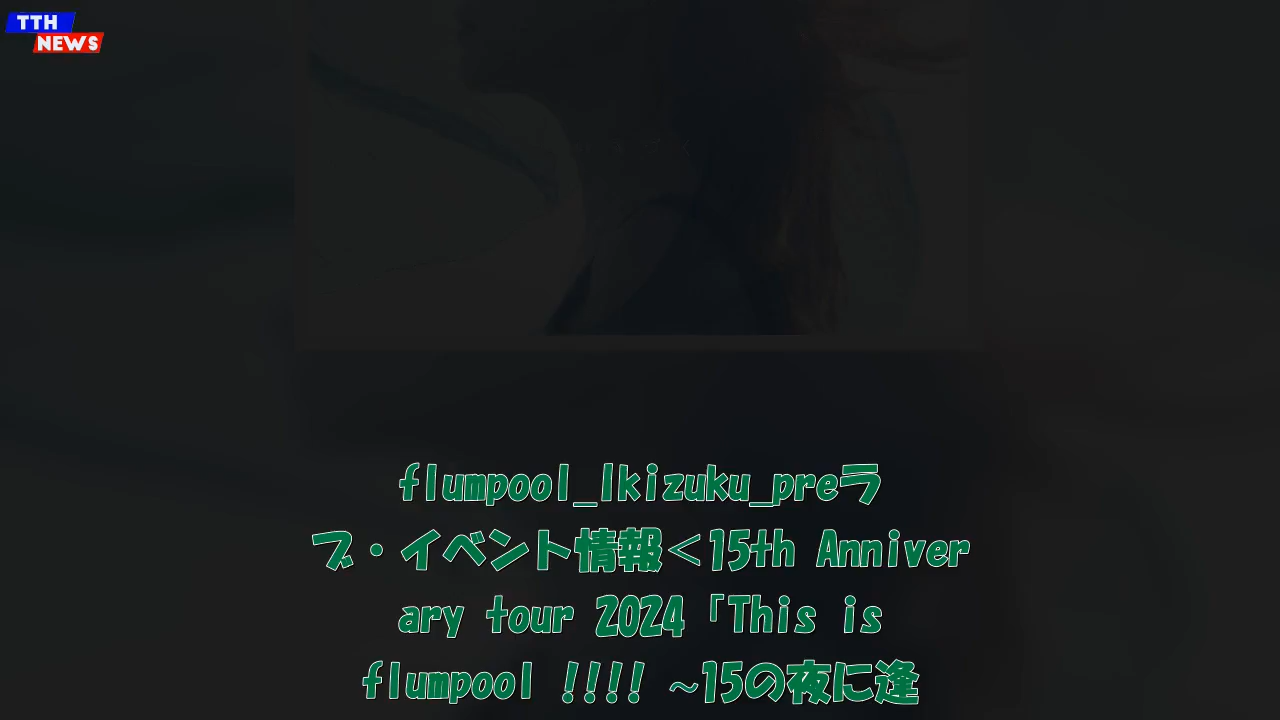 TTH
NEWS
flumpool_Ikizuku_preラ
ブ・イベント情報＜15th Anniver
ary tour 2024「This is
flumpool !!!! ~15の夜に逢